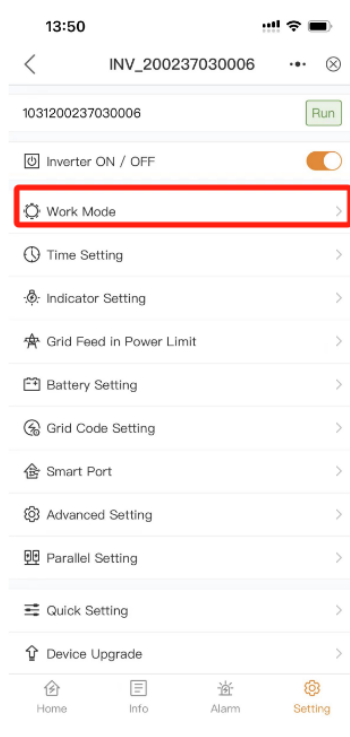 13:50
INV_200237030006
1031200237030006
Run
Inverter ON / OFF
Work Mode
Time Setting
Indicator Setting
Grid Feed in Power Limit
Battery Setting
Grid Code Setting
Smart Port
Advanced Setting
Parallel Setting
Quick Setting
Device Upgrade
Home Info Alarm Setting